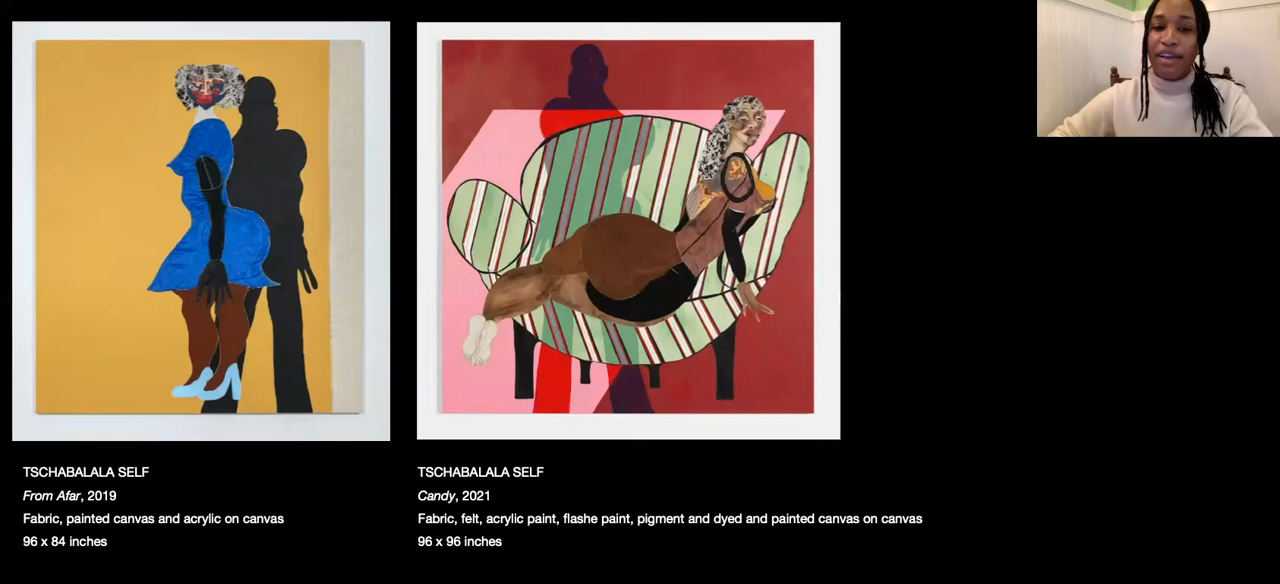 TSCHABALALA SELF
From Afar, 2019
Fabric, painted canvas and acrylic on canvas
96 x 84 inches
TSCHABALALA SELF
Candy, 2021
Fabric, felt, acrylic paint, flashe paint, pigment and dyed and painted canvas on canvas
96 x 96 inches